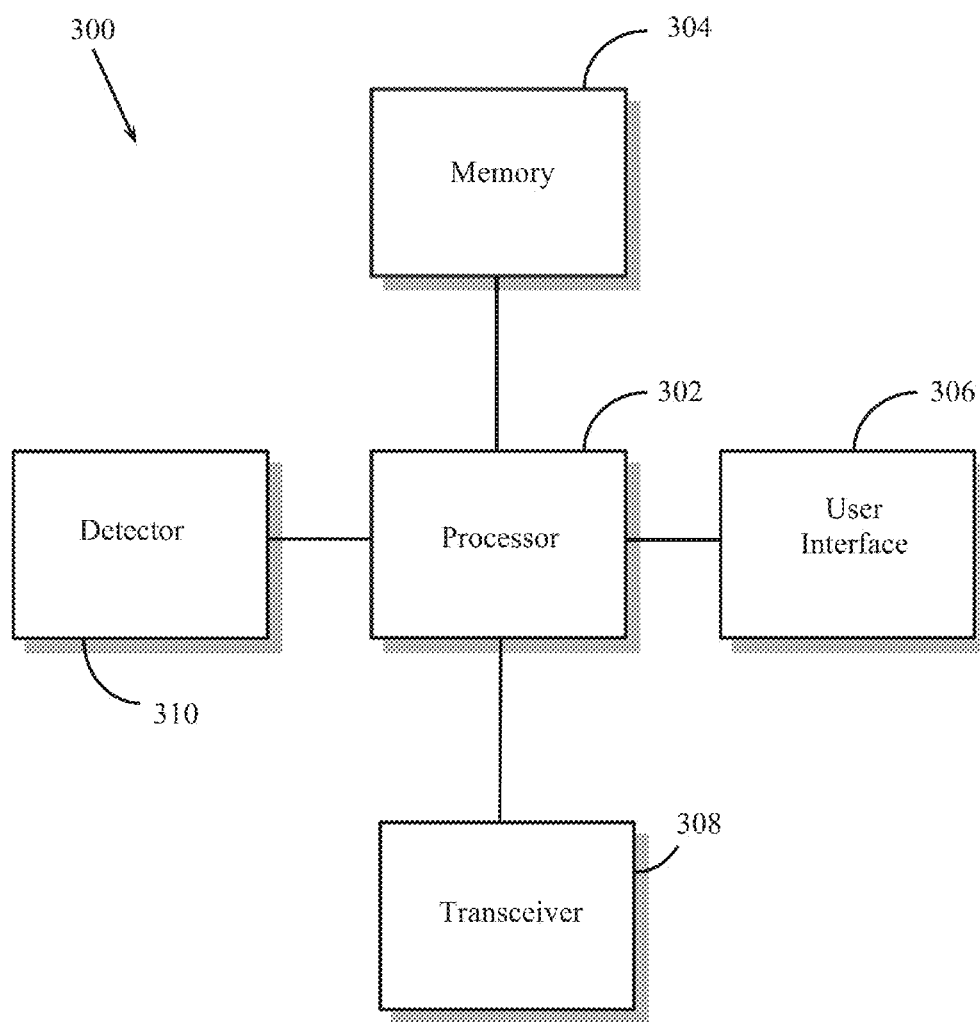 300
304
Memory
302
306
Detector
Processor
User
Interface
310
308
Transceiver